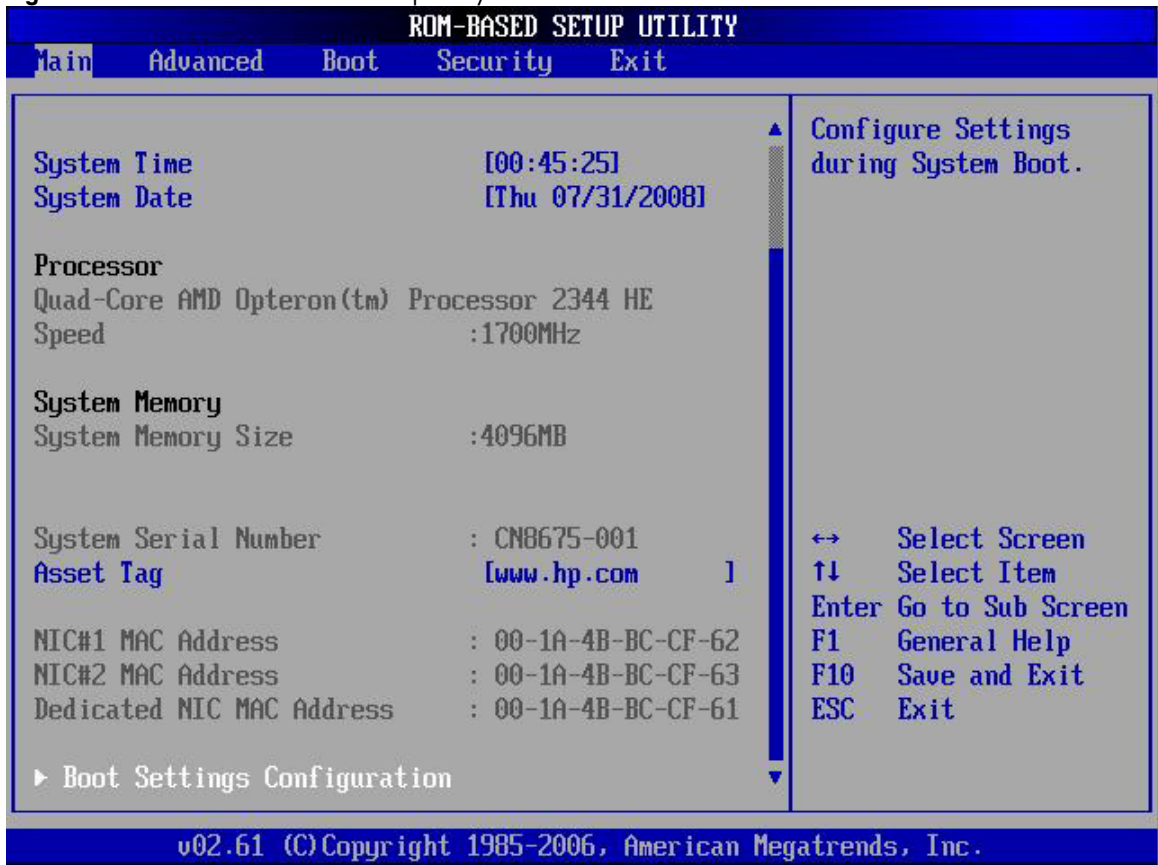 ROM-BASED SETUP UTILITY
Main Advanced Boot Security Exit
System Time [00:45:25]
System Date [Thu 07/31/2008]
Processor
Quad-Core AMD Opteron(tm) Processor 2344 HE
Speed :1700MHz
System Memory
System Memory Size :4096MB
System Serial Number : CN8675-001
Asset Tag [www.hp.com ]
NIC#1 MAC Address : 00-1A-4B-BC-CF-62
NIC#2 MAC Address : 00-1A-4B-BC-CF-63
Dedicated NIC MAC Address : 00-1A-4B-BC-CF-61
▶ Boot Settings Configuration
Configure Settings
during System Boot.
↔ Select Screen
↑↓ Select Item
Enter Go to Sub Screen
F1 General Help
F10 Save and Exit
ESC Exit
v02.61 (C)Copyright 1985-2006, American Megatrends, Inc.